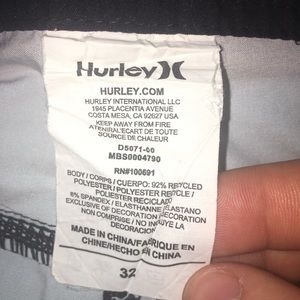 Hurley
HURLEY.COM
HURLEY INTERNATIONAL LLC
1945 PLACENTIA AVENUE
COSTA MESA, CA 92627 USA
KEEP AWAY FROM FIRE
ATENIR A L'ECART DE TOUTE
SOURCE DE CHALEUR
D5071-00
MBS0004790
RN#100691
BODY / CORPS / CUERPO: 92% RECYCLED
POLYESTER / POLYESTER RECYCLE /
POLYESTER RECICLADO
8% SPANDEX / ELASTHANNE / ELASTANO
EXCLUSIVE OF DECORATION / DECORATION
NON COMPRISE / NO INCLUYE LA
DECORACION
MADE IN CHINA/FABRIQUE EN
CHINE/HECHO EN CHINA
32